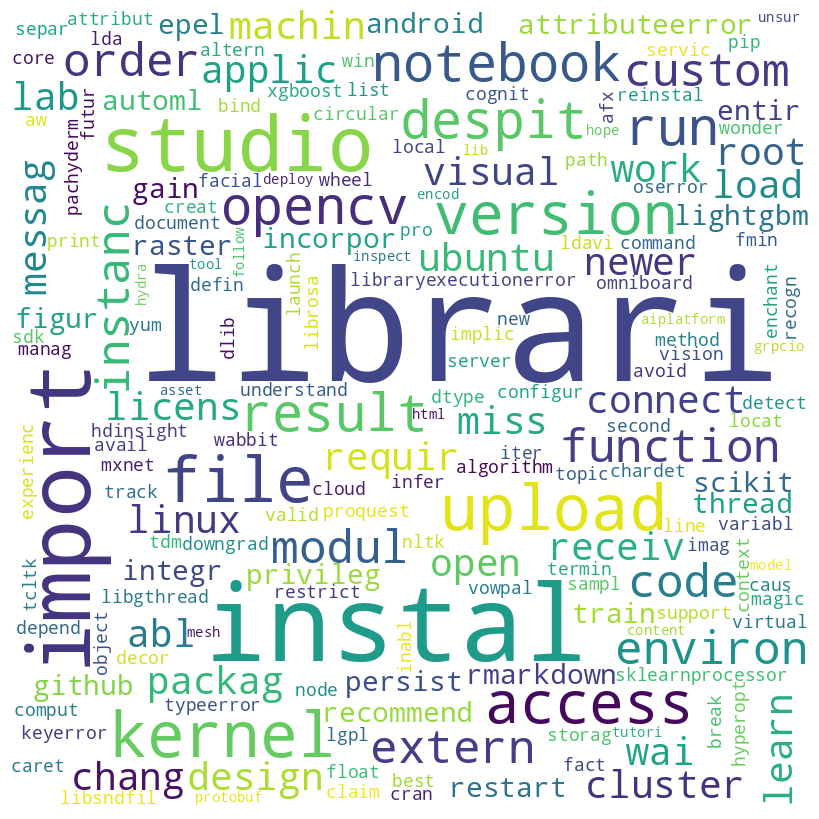 separ
attribut
epel
machin
android
attributeerror
unsur
core
lda
order
altern
applic
win
notebook
servic
pip
custom
lab
automl
xgboost
list
cognit
reinstal
aw
futur
bind
circular
despit
hope
afx
run
entir
wonder
studio
local
lib
path
root
messag
pachyderm
gain
facial
deploy
wheel
visual
work
oserror
load
creat
opencv
encod
version
lightgbm
print
document
follow
pro
ldavi
command
fmin
instanc
raster
tool
incorpor
inspect
ubuntu
newer
hydra
defin
launch
librosa
libraryexecutionerror
omniboard
enchant
recogn
figur
yum
dlib
new
implic
aiplatform
method
sdk
librari
server
vision
grpcio
manag
asset
understand
dtype
configur
avoid
connect
detect
import
licens
result
html
miss
second
locat
hdinsight
avail
wabbit
function
experienc
mxnet
file
requir
algorithm
iter
topic
chardet
scikit
track
cloud
infer
upload
thread
linux
valid
proquest
line
variabl
tcltk
tdm
downgrad
modul
nltk
open
receiv
imag
context
integr
privileg
termin
model
libgthread
restrict
vowpal
sampl
code
caus
depend
instal
train
support
magic
object
abl
mesh
inabl
content
virtual
decor
environ
github
packag
node
persist
rmarkdown
sklearnprocessor
comput
typeerror
access
break
hyperopt
learn
keyerror
kernel
lgpl
recommend
storag
tutori
caret
extern
wai
chang
design
float
best
restart
fact
cluster
libsndfil
protobuf
claim
cran